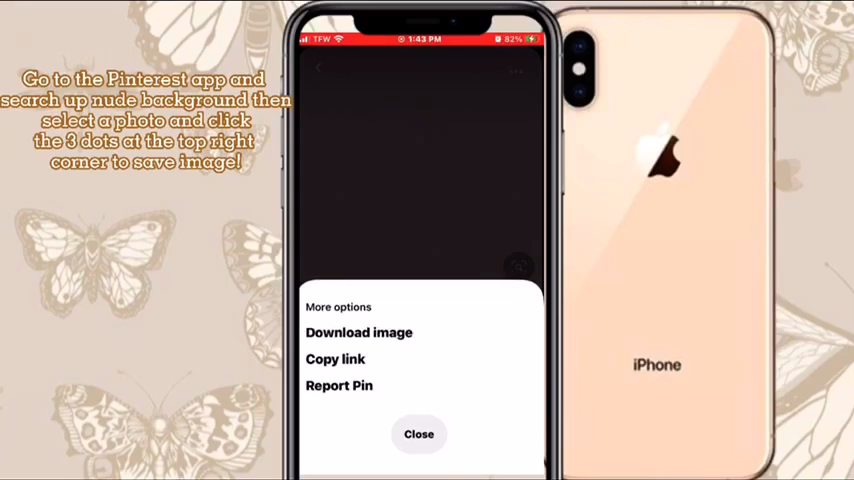 Go to the Pinterest app and
search up nude background then
select a photo and click
the 3 dots at the top right
corner to save image!
TFW
1:43 PM
82%
More options
Download image
Copy link
Report Pin
Close
iPhone